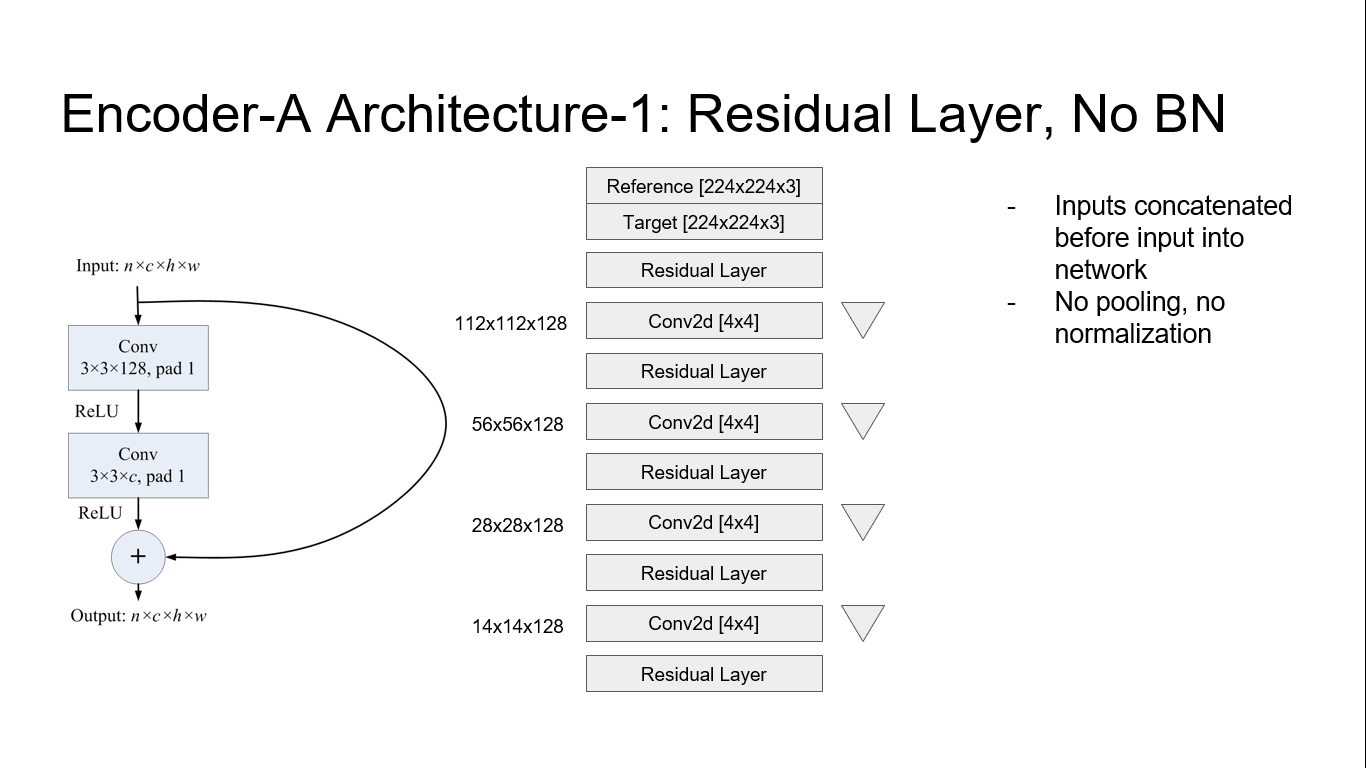 Encoder-A Architecture-1: Residual Layer, No BN
Input: n×c×h×w
Conv
3×3×128, pad 1
ReLU
Conv
3×3×c, pad 1
ReLU
+
Output: n×c×h×w
Reference [224x224x3]
Target [224x224x3]
Residual Layer
112x112x128
Conv2d [4x4]
Residual Layer
56x56x128
Conv2d [4x4]
Residual Layer
28x28x128
Conv2d [4x4]
Residual Layer
14x14x128
Conv2d [4x4]
Residual Layer
- Inputs concatenated
before input into
network
- No pooling, no
normalization